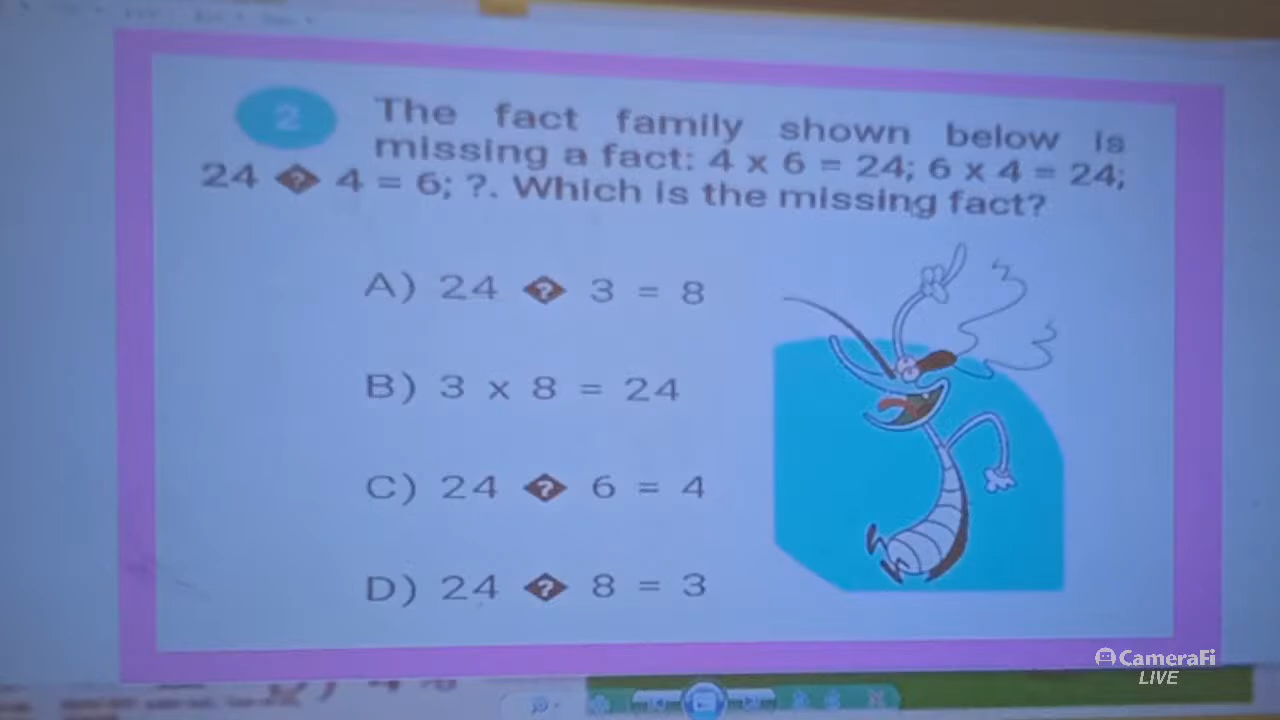 2
The fact family shown below is
missing a fact: 4 x 6 = 24; 6 x 4 = 24;
24 � 4 = 6; ?. Which is the missing fact?
A) 24 � 3 = 8
B) 3 x 8 = 24
C) 24 � 6 = 4
D) 24 � 8 = 3
CameraFi
LIVE